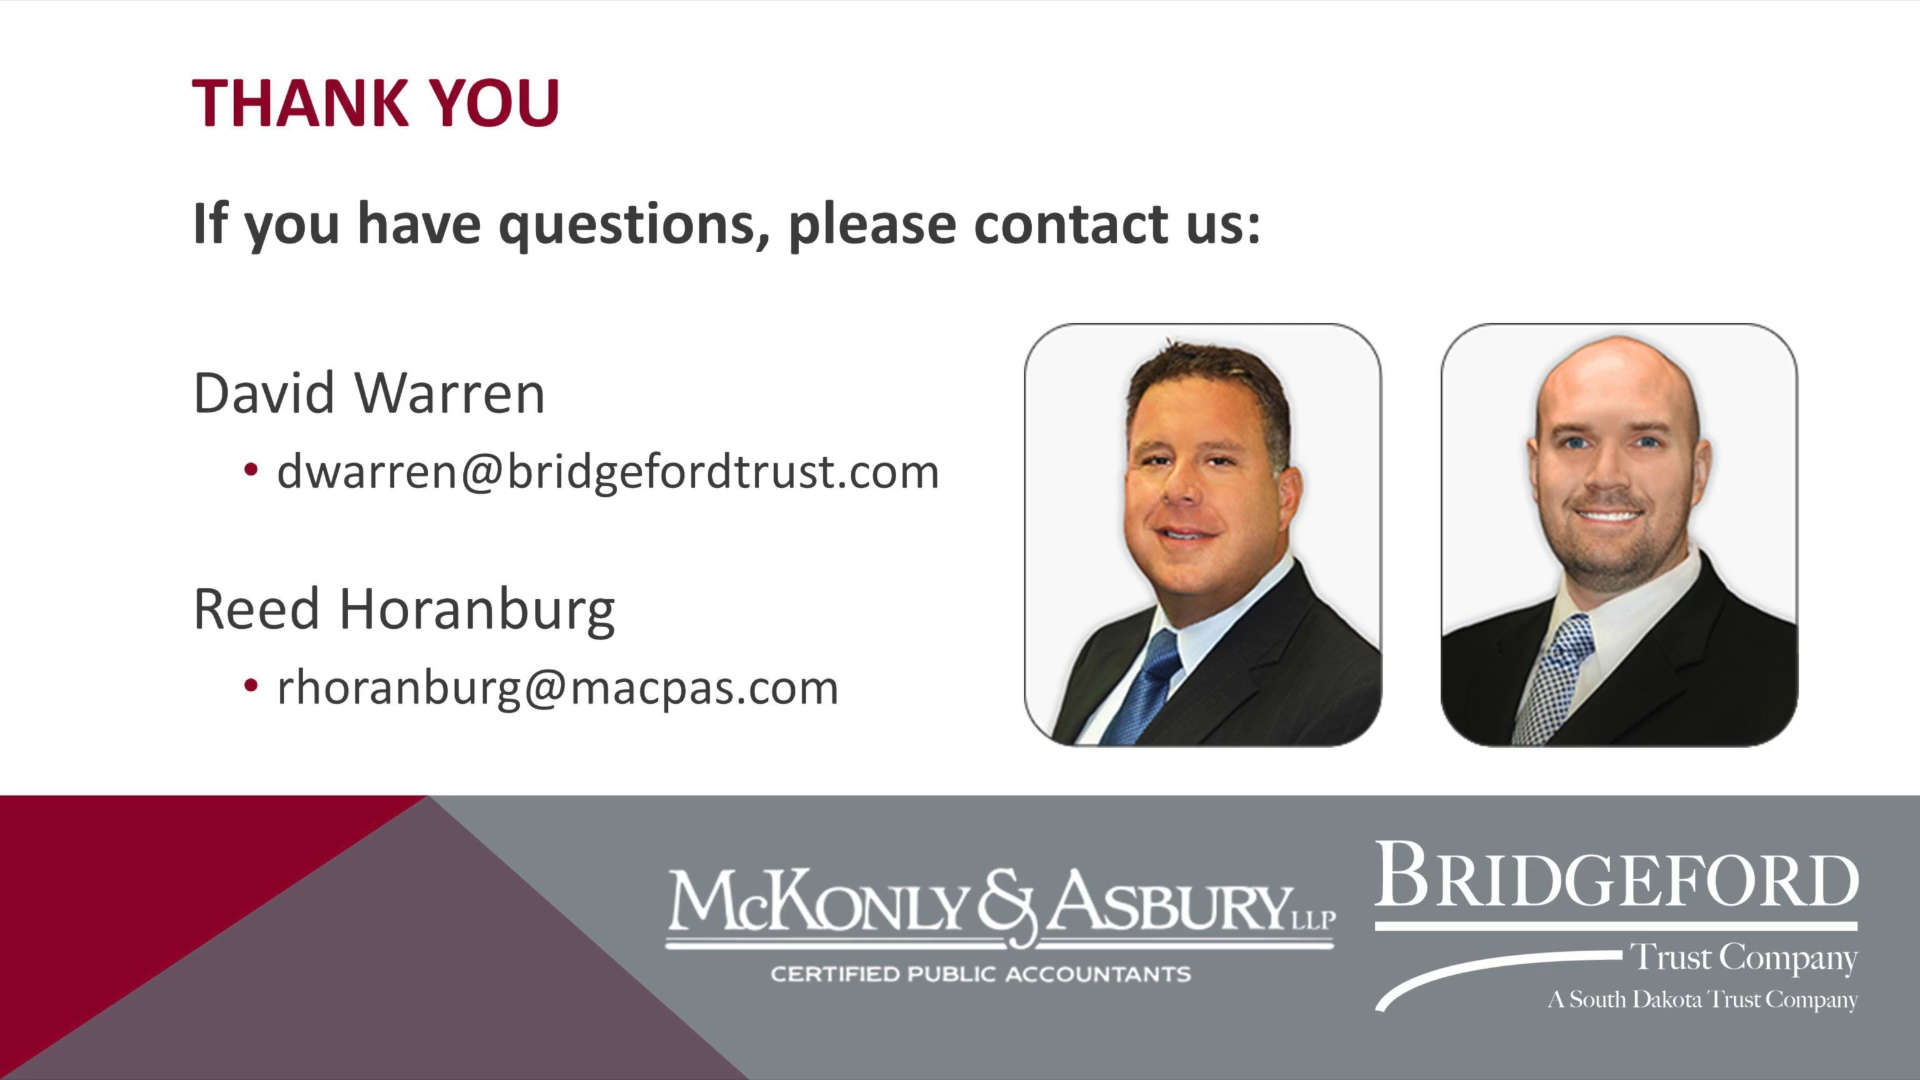 THANK YOU
If you have questions, please contact us:
David Warren
• dwarren@bridgefordtrust.com
Reed Horanburg
• rhoranburg@macpas.com
McKonly & Asbury LLP
CERTIFIED PUBLIC ACCOUNTANTS
BRIDGEFORD
Trust Company
A South Dakota Trust Company